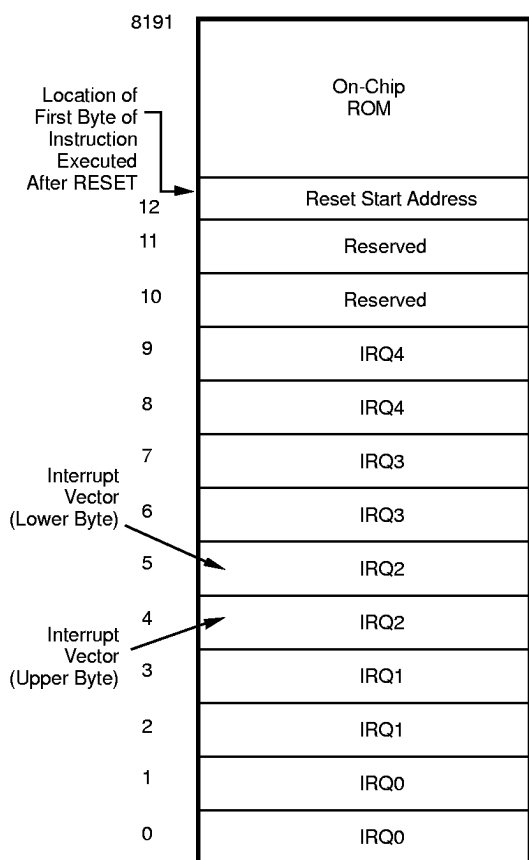 8191
On-Chip
ROM
Location of
First Byte of
Instruction
Executed
After RESET
Reset Start Address
12
11
Reserved
10
Reserved
9
IRQ4
8
IRQ4
7
IRQ3
Interrupt
Vector
(Lower Byte)
6
IRQ3
5
IRQ2
4
IRQ2
Interrupt
Vector
(Upper Byte)
3
IRQ1
2
IRQ1
1
IRQ0
0
IRQ0